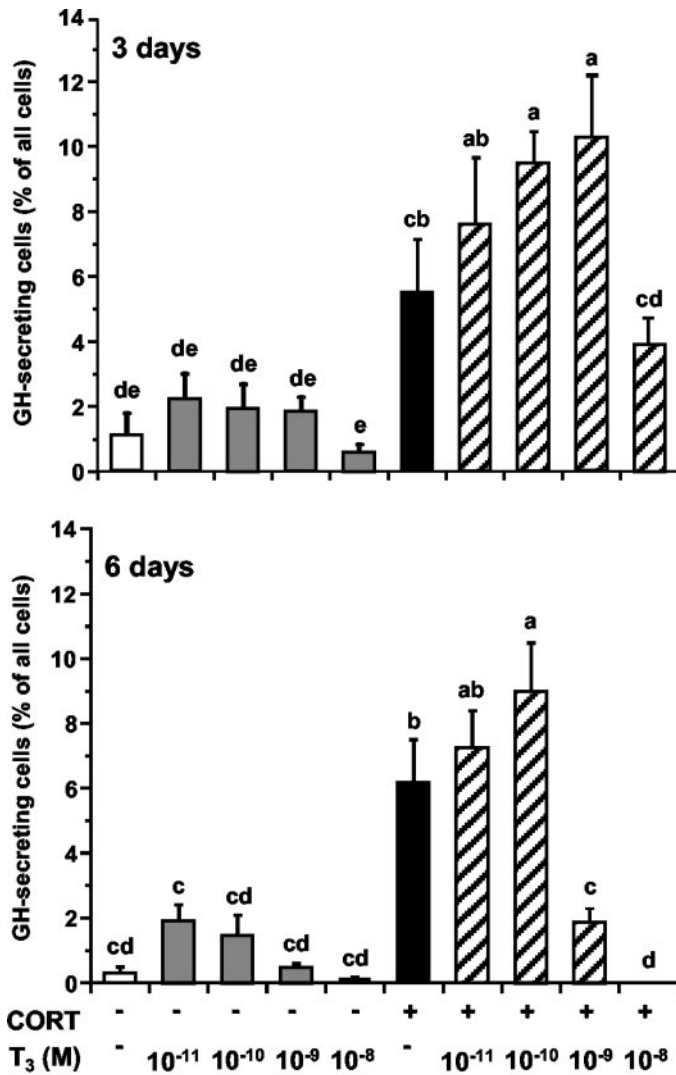 3 days
GH-secreting cells (% of all cells)
14
12
10
8
6
4
2
0
de
de
de
de
e
cb
ab
a
a
cd
6 days
GH-secreting cells (% of all cells)
14
12
10
8
6
4
2
0
cd
c
cd
cd
cd
b
ab
a
c
d
CORT - - - - - + + + + +
T₃ (M) - 10⁻¹¹ 10⁻¹⁰ 10⁻⁹ 10⁻⁸ - 10⁻¹¹ 10⁻¹⁰ 10⁻⁹ 10⁻⁸